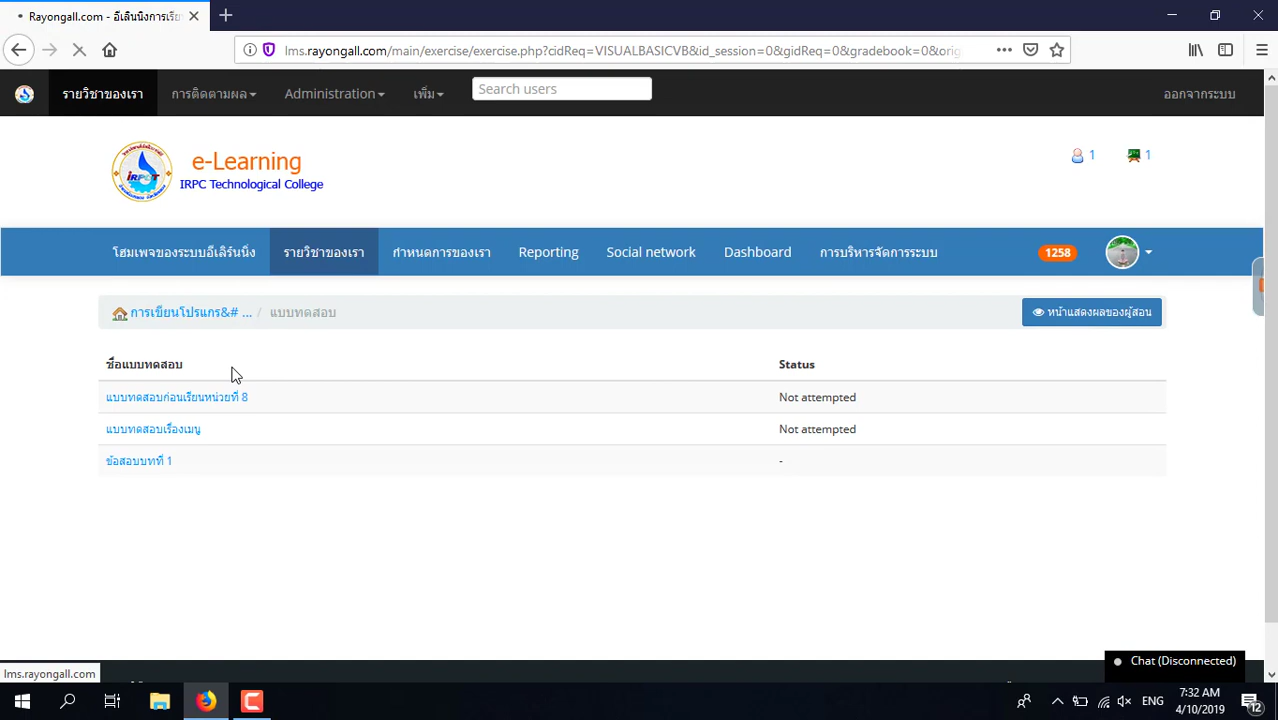 Rayongall.com - อีเลินนิงการเรีย
lms.rayongall.com/main/exercise/exercise.php?cidReq=VISUALBASICVB&id_session=0&gidReq=0&gradebook=0&orig
รายวิชาของเรา การติดตามผล Administration เพิ่ม Search users ออกจากระบบ
e-Learning
IRPC Technological College
1 1
โฮมเพจของระบบอีเลิร์นนิ่ง รายวิชาของเรา กำหนดการของเรา Reporting Social network Dashboard การบริหารจัดการระบบ 1258
การเขียนโปรแกร&# ... / แบบทดสอบ หน้าแสดงผลของผู้สอน
ชื่อแบบทดสอบ Status
แบบทดสอบก่อนเรียนหน่วยที่ 8 Not attempted
แบบทดสอบเรื่องเมนู Not attempted
ข้อสอบบทที่ 1 -
Chat (Disconnected)
lms.rayongall.com
ENG 7:32 AM
4/10/2019 12